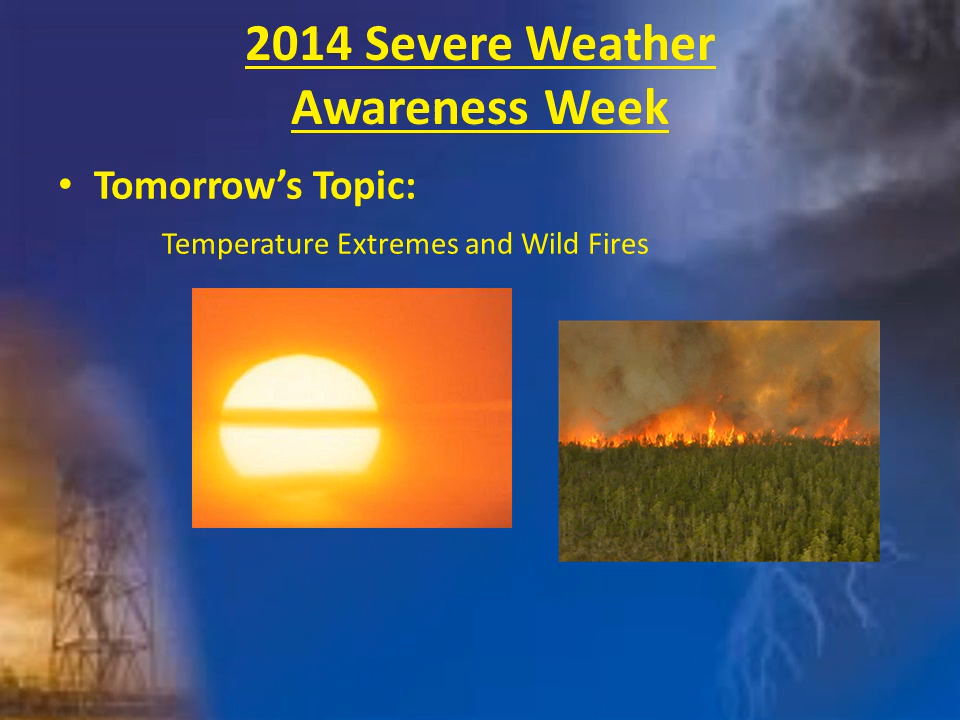 2014 Severe Weather
Awareness Week
• Tomorrow’s Topic:
Temperature Extremes and Wild Fires